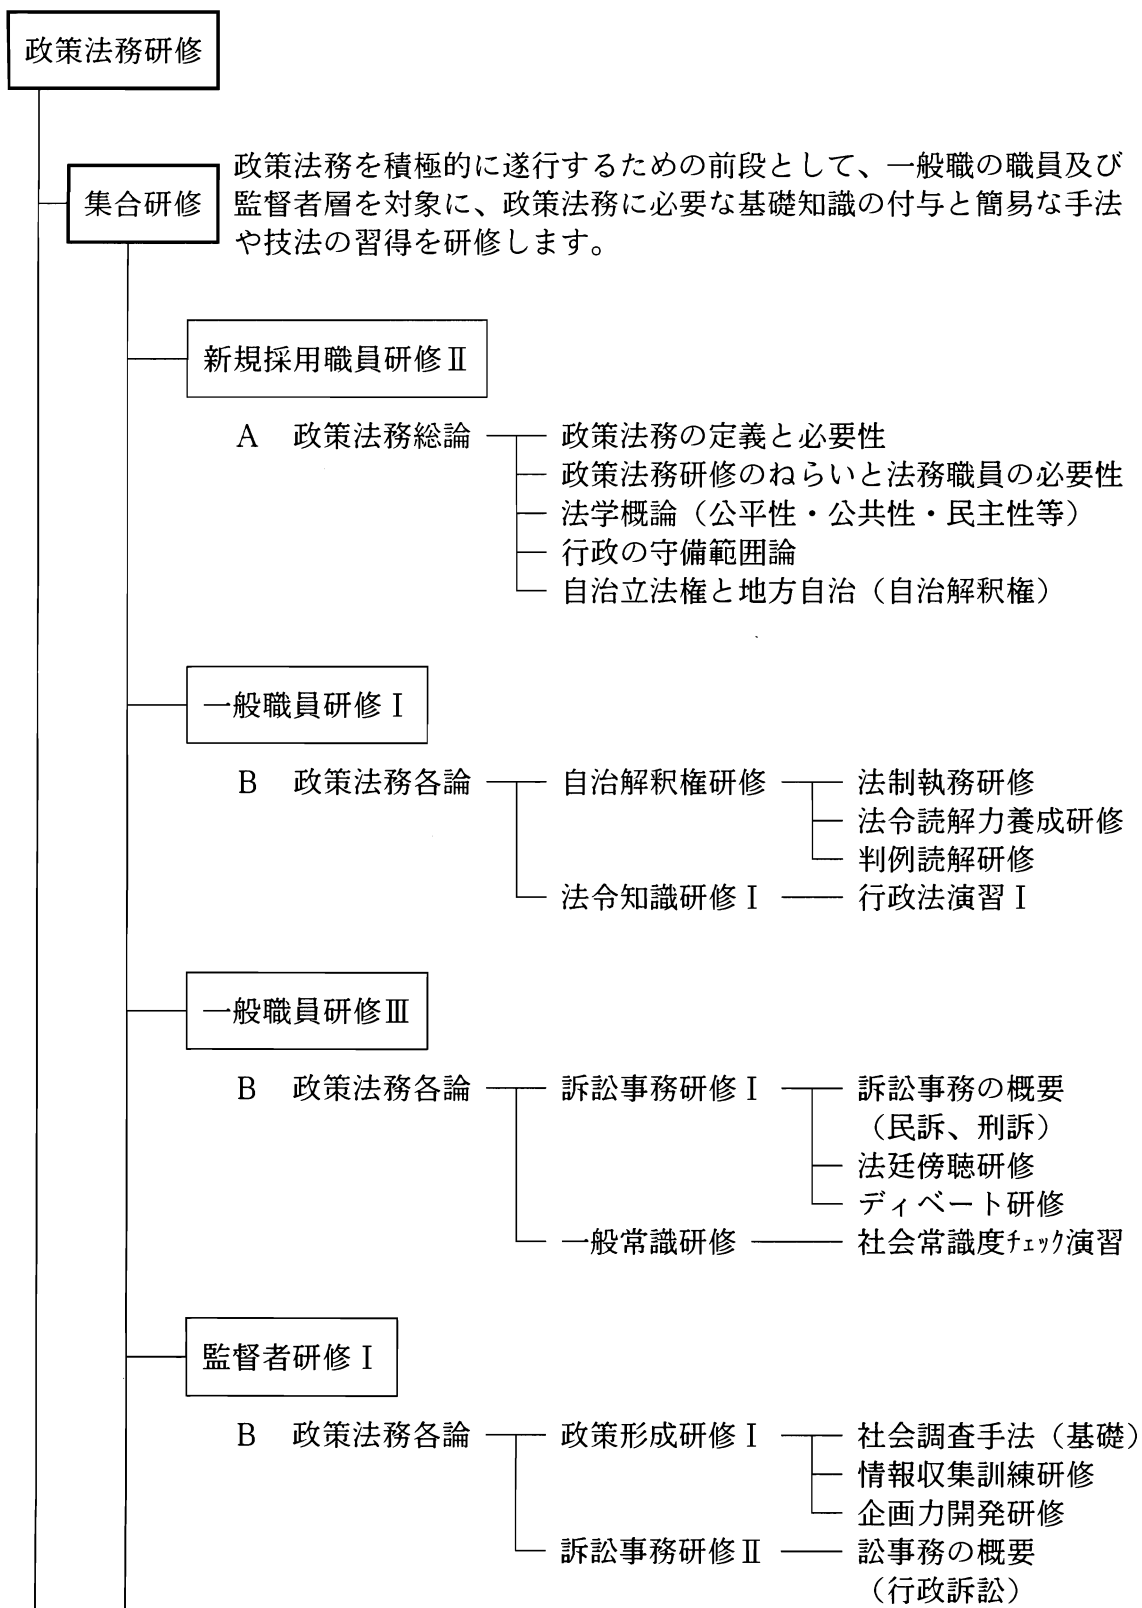 政策法務研修
政策法務を積極的に遂行するための前段として、一般職の職員及び
集合研修 監督者層を対象に、政策法務に必要な基礎知識の付与と簡易な手法
や技法の習得を研修します。
新規採用職員研修Ⅱ
A 政策法務総論 政策法務の定義と必要性
政策法務研修のねらいと法務職員の必要性
法学概論（公平性・公共性・民主性等）
行政の守備範囲論
自治立法権と地方自治（自治解釈権）
一般職員研修Ⅰ
B 政策法務各論 自治解釈権研修 法制執務研修
法令読解力養成研修
判例読解研修
法令知識研修Ⅰ 行政法演習Ⅰ
一般職員研修Ⅲ
B 政策法務各論 訴訟事務研修Ⅰ 訴訟事務の概要
（民訴、刑訴）
法廷傍聴研修
ディベート研修
一般常識研修 社会常識度ﾁｪｯｸ演習
監督者研修Ⅰ
B 政策法務各論 政策形成研修Ⅰ 社会調査手法（基礎）
情報収集訓練研修
企画力開発研修
訴訟事務研修Ⅱ 訟事務の概要
（行政訴訟）